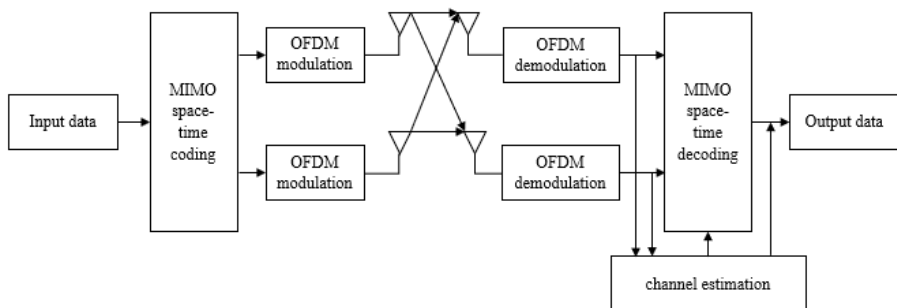 Input data
MIMO
space-
time
coding
OFDM
modulation
OFDM
modulation
OFDM
demodulation
OFDM
demodulation
MIMO
space-
time
decoding
Output data
channel estimation